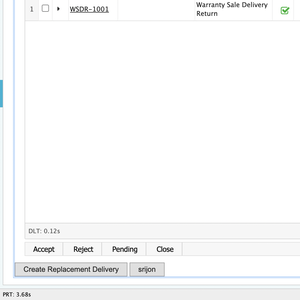 1 WSDR-1001 Warranty Sale Delivery
Return
DLT: 0.12s
Accept Reject Pending Close
Create Replacement Delivery srijon
PRT: 3.68s